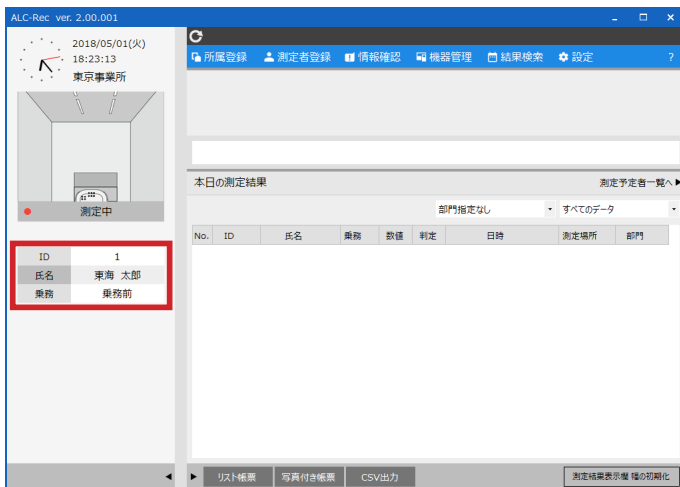 ALC-Rec ver. 2.00.001
2018/05/01(火)
18:23:13
東京事業所
測定中
ID 1
氏名 東海 太郎
乗務 乗務前
所属登録 測定者登録 情報確認 機器管理 結果検索 設定 ?
本日の測定結果 測定予定者一覧へ▶
部門指定なし すべてのデータ
No. ID 氏名 乗務 数値 判定 日時 測定場所 部門
リスト帳票 写真付き帳票 CSV出力 測定結果表示欄 幅の初期化